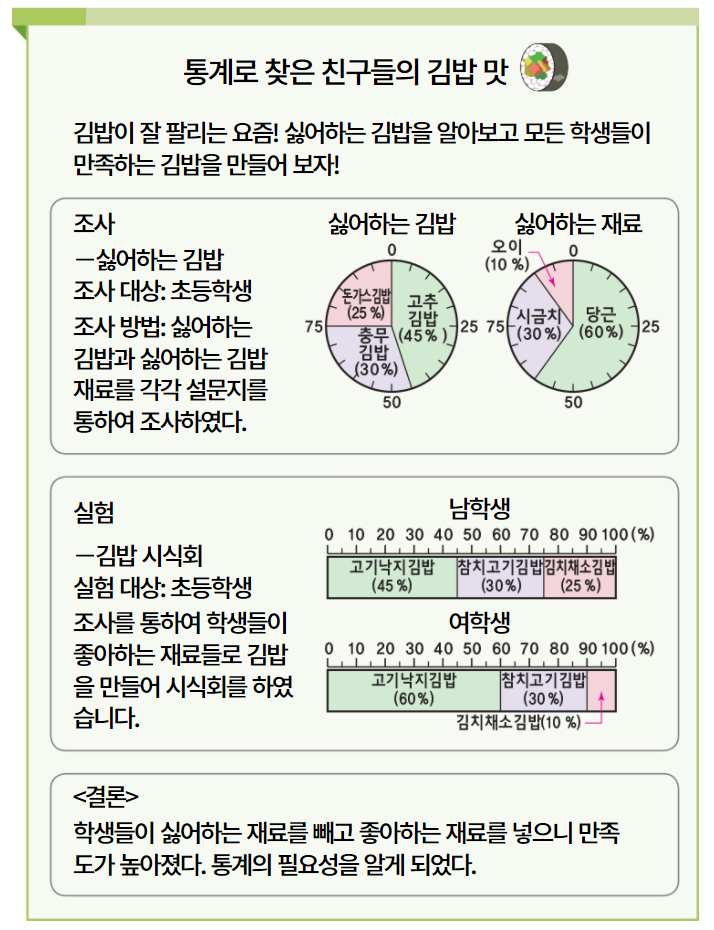 통계로 찾은 친구들의 김밥 맛
김밥이 잘 팔리는 요즘! 싫어하는 김밥을 알아보고 모든 학생들이
만족하는 김밥을 만들어 보자!
조사
－싫어하는 김밥
조사 대상: 초등학생
조사 방법: 싫어하는
김밥과 싫어하는 김밥
재료를 각각 설문지를
통하여 조사하였다.
싫어하는 김밥
0
25
50
75
돈가스김밥
(25 %)
고추
김밥
(45 %)
충무
김밥
(30 %)
싫어하는 재료
0
25
50
75
오이
(10 %)
시금치
(30 %)
당근
(60 %)
실험
－김밥 시식회
실험 대상: 초등학생
조사를 통하여 학생들이
좋아하는 재료들로 김밥
을 만들어 시식회를 하였
습니다.
남학생
0 10 20 30 40 50 60 70 80 90 100 (%)
고기낙지김밥 참치고기김밥 김치채소김밥
(45 %) (30 %) (25 %)
여학생
0 10 20 30 40 50 60 70 80 90 100 (%)
고기낙지김밥 참치고기김밥
(60 %) (30 %)
김치채소김밥(10 %)
<결론>
학생들이 싫어하는 재료를 빼고 좋아하는 재료를 넣으니 만족
도가 높아졌다. 통계의 필요성을 알게 되었다.